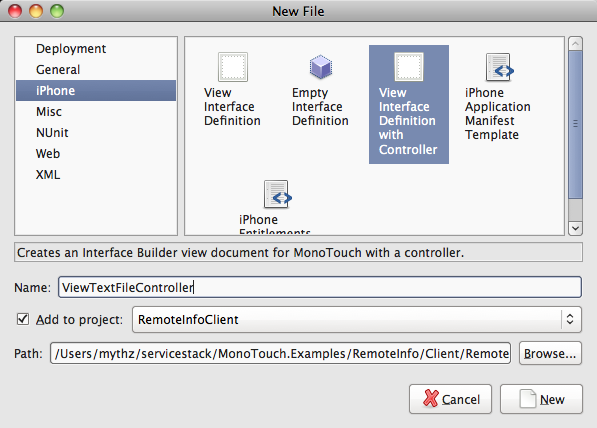 New File
Deployment
General
iPhone
Misc
NUnit
Web
XML
View
Interface
Definition
Empty
Interface
Definition
View
Interface
Definition
with
Controller
iPhone
Application
Manifest
Template
iPhone
Entitlements
Creates an Interface Builder view document for MonoTouch with a controller.
Name: ViewTextFileController
Add to project: RemoteInfoClient
Path: /Users/mythz/servicestack/MonoTouch.Examples/RemoteInfo/Client/Remote Browse...
Cancel New